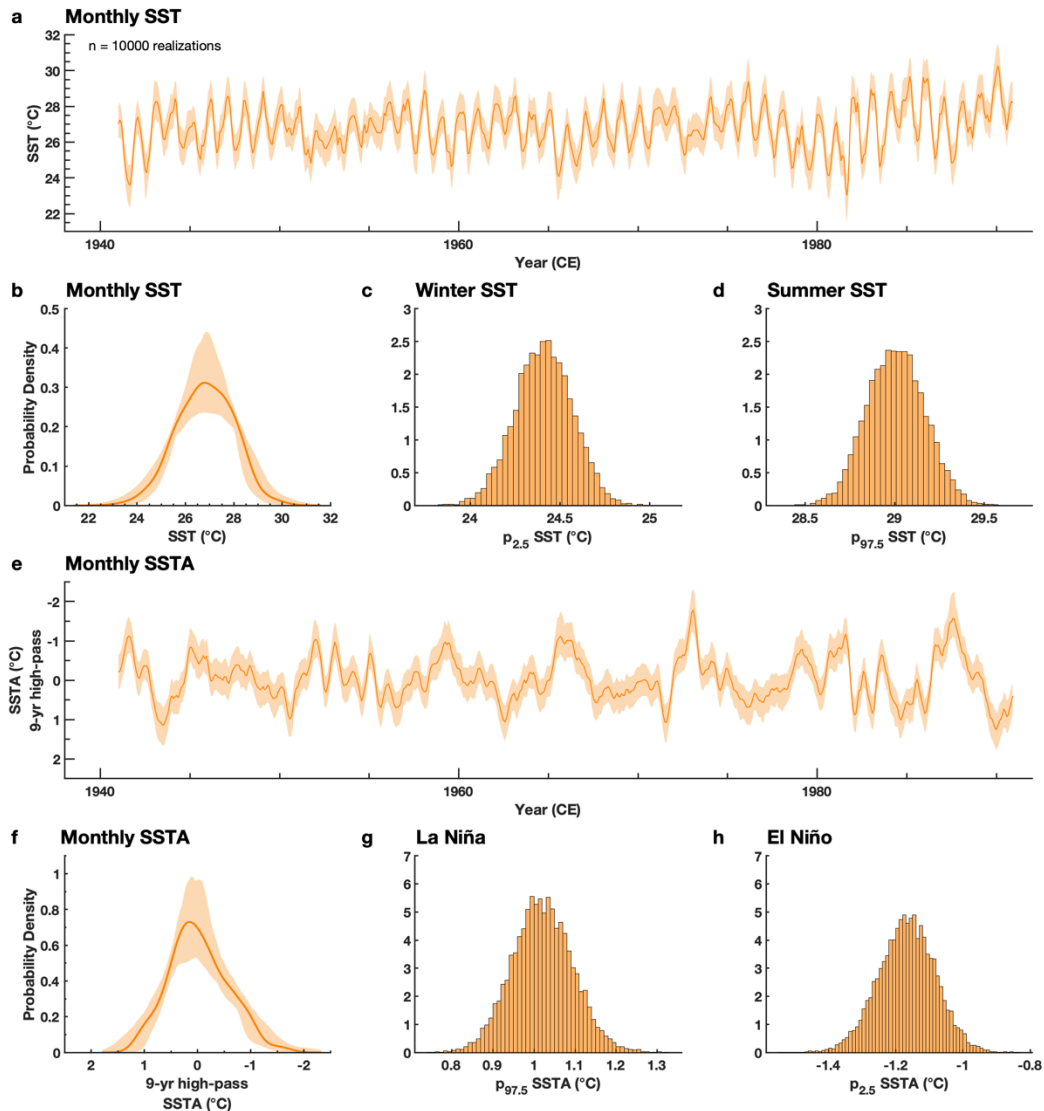 a Monthly SST
n = 10000 realizations
SST (°C)
32
30
28
26
24
22
1940 1960 1980
Year (CE)
b Monthly SST
Probability Density
0.5
0.4
0.3
0.2
0.1
0
22 24 26 28 30 32
SST (°C)
c Winter SST
3
2.5
2
1.5
1
0.5
0
24 24.5 25
p2.5 SST (°C)
d Summer SST
3
2.5
2
1.5
1
0.5
0
28.5 29 29.5
p97.5 SST (°C)
e Monthly SSTA
SSTA (°C)
9-yr high-pass
-2
-1
0
1
2
1940 1960 1980
Year (CE)
f Monthly SSTA
Probability Density
1
0.8
0.6
0.4
0.2
0
2 1 0 -1 -2
9-yr high-pass
SSTA (°C)
g La Niña
7
6
5
4
3
2
1
0
0.8 0.9 1 1.1 1.2 1.3
p97.5 SSTA (°C)
h El Niño
7
6
5
4
3
2
1
0
-1.4 -1.2 -1 -0.8
p2.5 SSTA (°C)